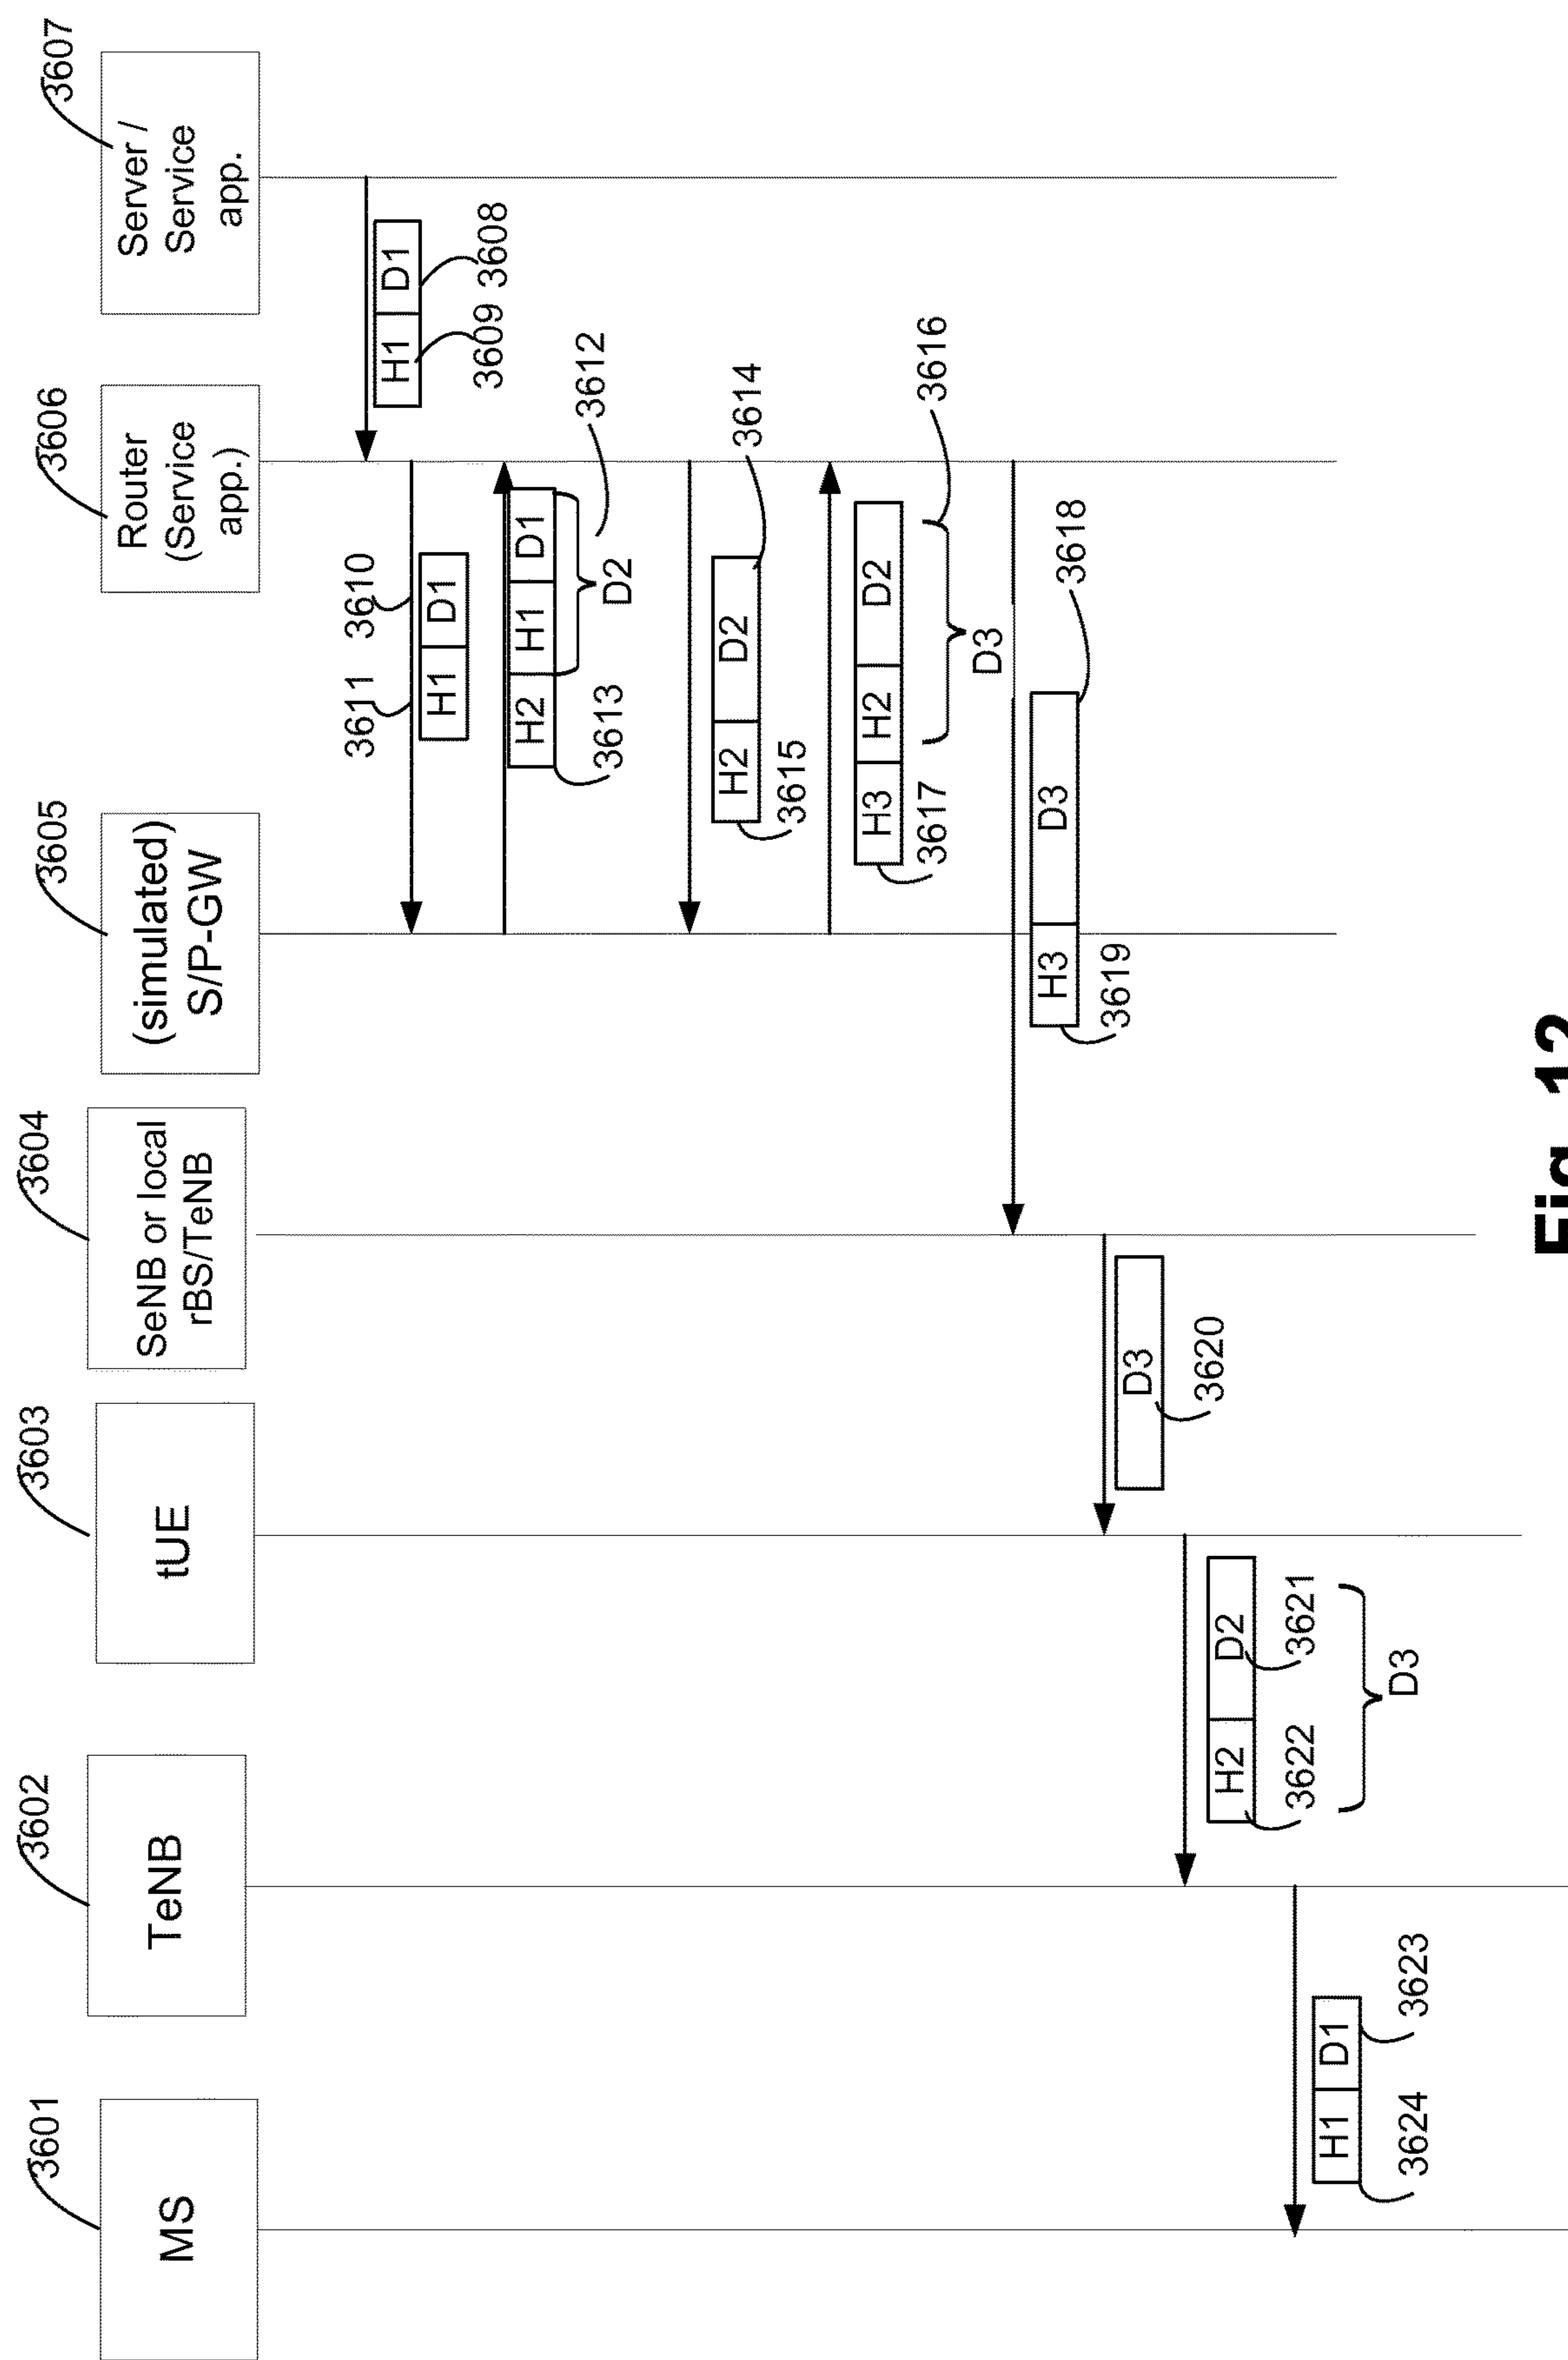 3601
MS
3602
TeNB
3603
tUE
3604
SeNB or local
rBS/TeNB
3605
(simulated)
S/P-GW
3606
Router
(Service
app.)
3607
Server /
Service
app.
H1 D1
3609 3608
3611 3610
H1 D1
H2 H1 D1
3612
D2
3613
H2 D2
3614
3615
H3 H2 D2
3616
3617
D3
H3 D3
3618
3619
D3
3620
H2 D2
3622 3621
D3
H1 D1
3624 3623
Fig. 12